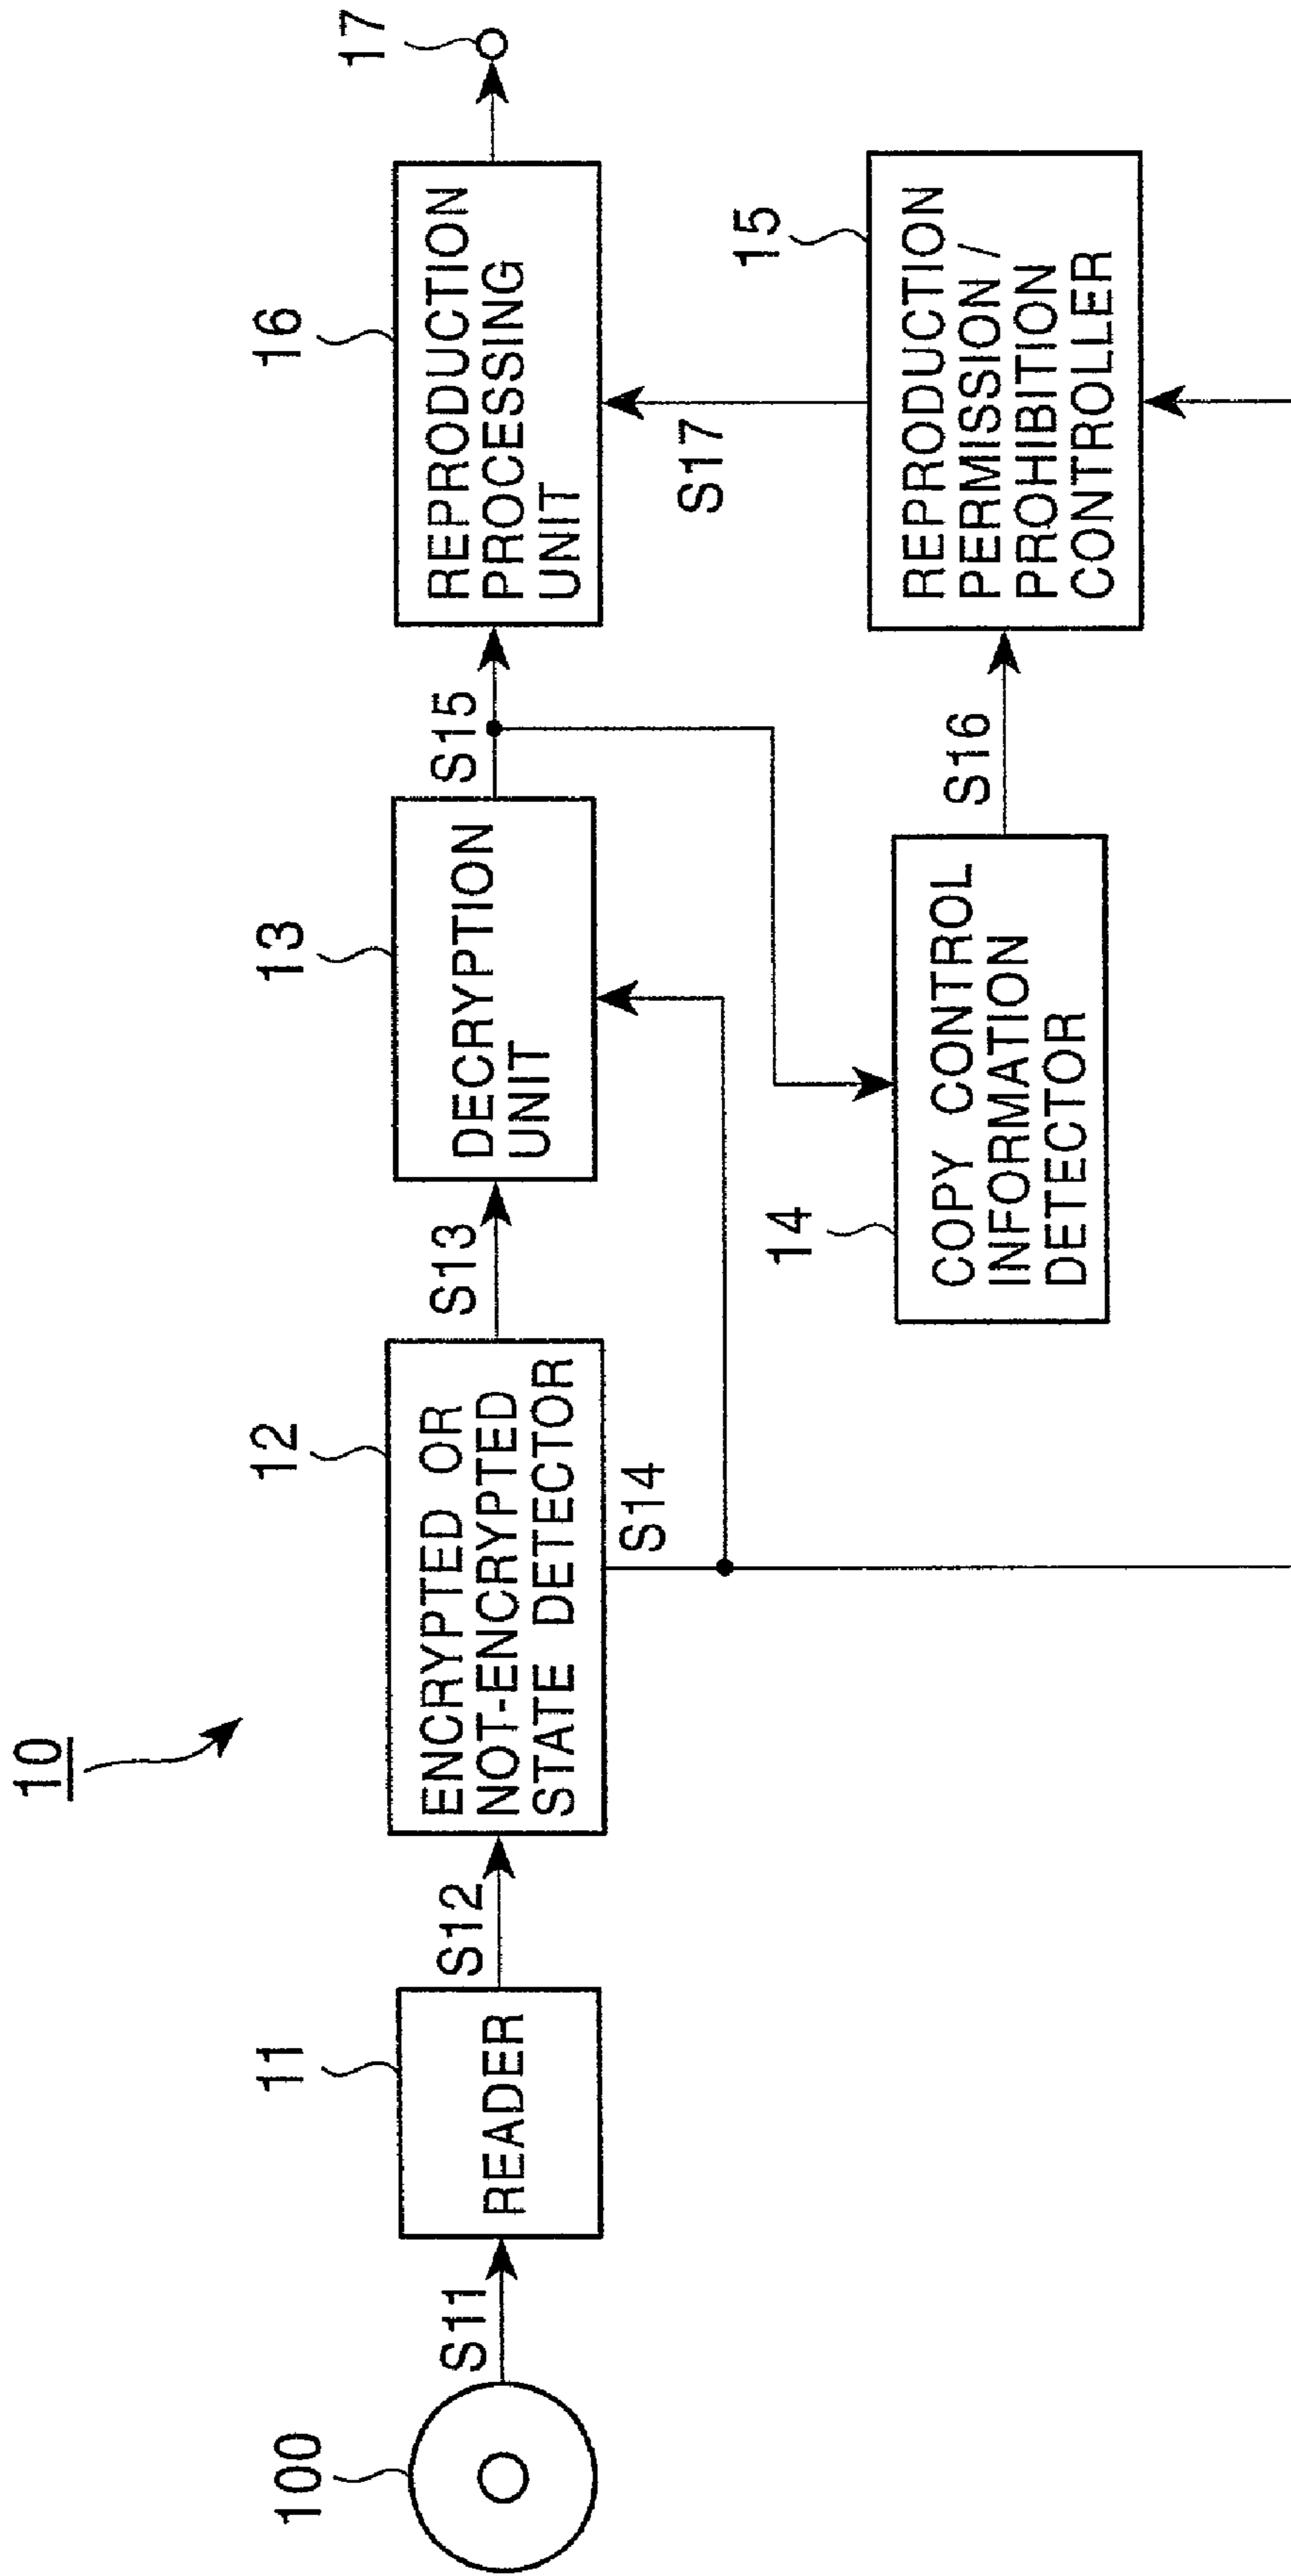 10
100
S11
11
READER
S12
12
ENCRYPTED OR
NOT-ENCRYPTED
STATE DETECTOR
S13
S14
13
DECRYPTION
UNIT
S15
16
REPRODUCTION
PROCESSING
UNIT
17
14
COPY CONTROL
INFORMATION
DETECTOR
S16
15
REPRODUCTION
PERMISSION /
PROHIBITION
CONTROLLER
S17